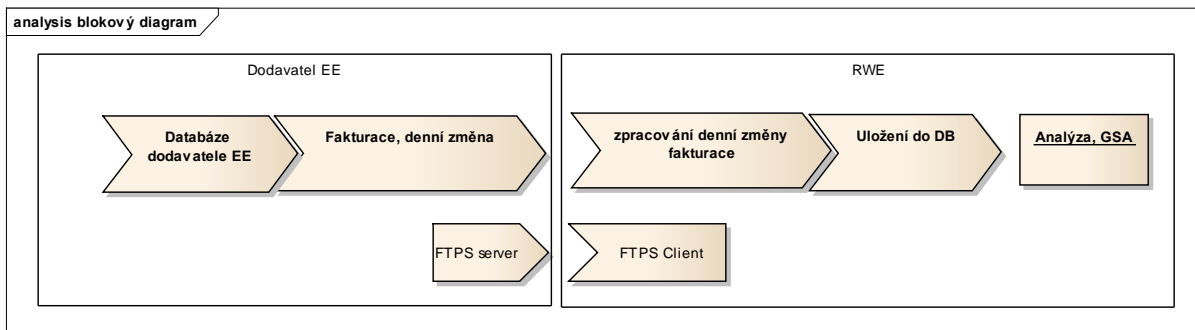 analysis blokový diagram
Dodavatel EE
RWE
Databáze
dodavatele EE
Fakturace, denní změna
zpracování denní změny
fakturace
Uložení do DB
Analýza, GSA
FTPS server
FTPS Client